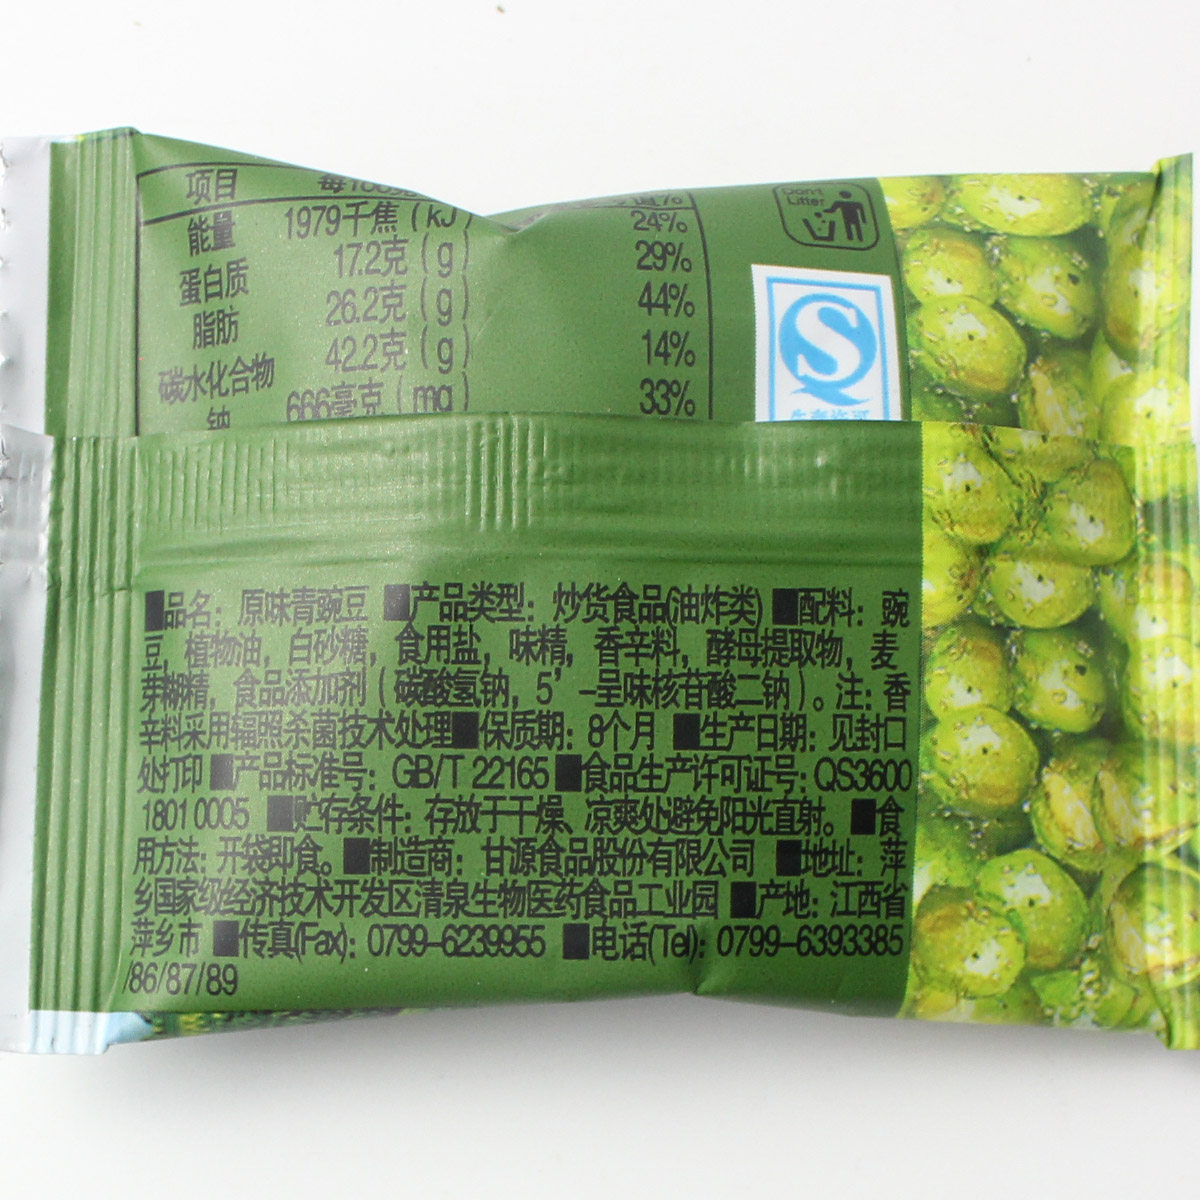 项目 每100克
能量 1979千焦(kJ) 24%
蛋白质 17.2克(g) 29%
脂肪 26.2克(g) 44%
碳水化合物 42.2克(g) 14%
钠 666毫克(mg) 33%
Don't
Litter
S
生产许可
■品名：原味青豌豆 ■产品类型：炒货食品(油炸类) ■配料：豌
豆，植物油，白砂糖，食用盐，味精，香辛料，酵母提取物，麦
芽糊精，食品添加剂(碳酸氢钠，5’-呈味核苷酸二钠)。注：香
辛料采用辐照杀菌技术处理■保质期：8个月 ■生产日期：见封口
处打印 ■产品标准号：GB/T 22165 ■食品生产许可证号：QS3600
1801 0005 ■贮存条件：存放于干燥、凉爽处避免阳光直射。■食
用方法：开袋即食。■制造商：甘源食品股份有限公司 ■地址：萍
乡国家级经济技术开发区清泉生物医药食品工业园 ■产地：江西省
萍乡市 ■传真(Fax)：0799-6239955 ■电话(Tel)：0799-6393385
/86/87/89